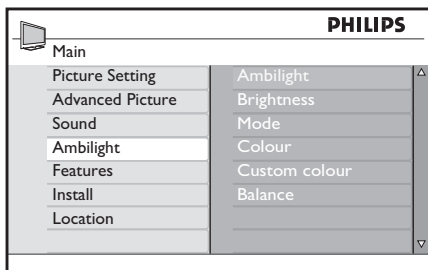 PHILIPS
Main
Picture Setting
Advanced Picture
Sound
Ambilight
Features
Install
Location
Ambilight
Brightness
Mode
Colour
Custom colour
Balance